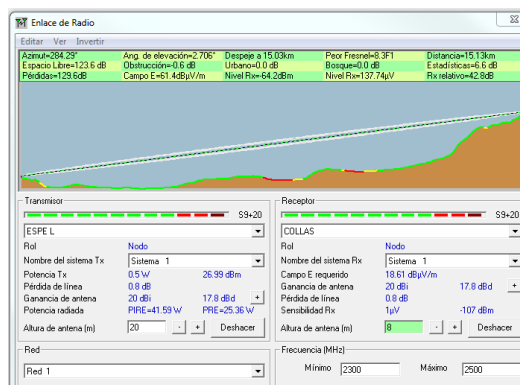 Enlace de Radio
Editar Ver Invertir
Azimut=284.29° Ang. de elevación=2.706° Despeje a 15.03km Peor Fresnel=8.3F1 Distancia=15.13km
Espacio Libre=123.6 dB Obstrucción=-0.6 dB Urbano=0.0 dB Bosque=0.0 dB Estadísticas=6.6 dB
Pérdidas=129.6dB Campo E=61.4dBµV/m Nivel Rx=-64.2dBm Nivel Rx=137.74µV Rx relativo=42.8dB
Transmisor
S9+20
ESPE L
Rol Nodo
Nombre del sistema Tx Sistema 1
Potencia Tx 0.5 W 26.99 dBm
Pérdida de línea 0.8 dB
Ganancia de antena 20 dBi 17.8 dBd +
Potencia radiada PIRE=41.59 W PRE=25.36 W
Altura de antena (m) 20 - + Deshacer
Receptor
S9+20
COLLAS
Rol Nodo
Nombre del sistema Rx Sistema 1
Campo E requerido 18.61 dBµV/m
Ganancia de antena 20 dBi 17.8 dBd +
Pérdida de línea 0.8 dB
Sensibilidad Rx 1µV -107 dBm
Altura de antena (m) 8 - + Deshacer
Red
Red 1
Frecuencia (MHz)
Mínimo 2300 Máximo 2500